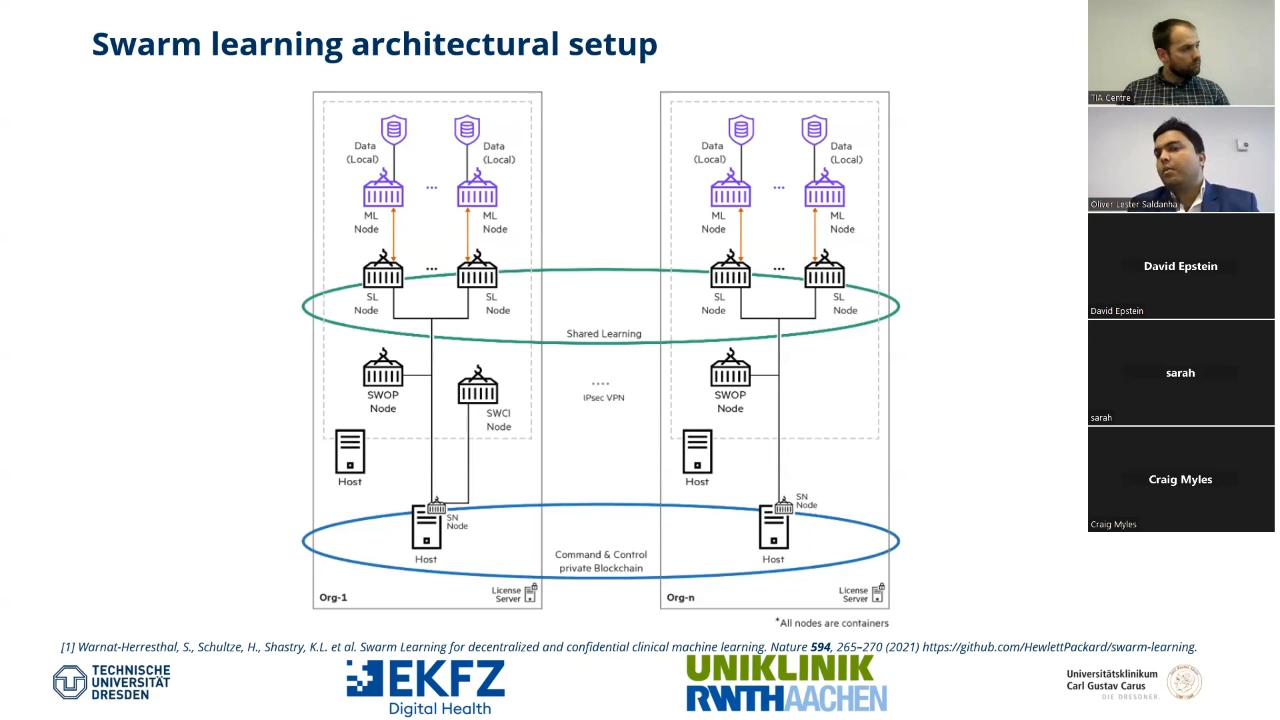 Swarm learning architectural setup
Data
(Local)
Data
(Local)
...
ML
Node
ML
Node
...
SL
Node
SL
Node
SWOP
Node
SWCI
Node
Host
SN
Node
Host
Org-1
License
Server
Shared Learning
....
IPsec VPN
Command & Control
private Blockchain
Data
(Local)
Data
(Local)
...
ML
Node
ML
Node
...
SL
Node
SL
Node
SWOP
Node
Host
SN
Node
Host
Org-n
License
Server
*All nodes are containers
[1] Warnat-Herresthal, S., Schultze, H., Shastry, K.L. et al. Swarm Learning for decentralized and confidential clinical machine learning. Nature 594, 265–270 (2021) https://github.com/HewlettPackard/swarm-learning.
TECHNISCHE
UNIVERSITÄT
DRESDEN
EKFZ
Digital Health
UNIKLINIK
RWTHAACHEN
Universitätsklinikum
Carl Gustav Carus
DIE DRESDNER.
TIA Centre
Oliver Lester Saldanha
David Epstein
David Epstein
sarah
sarah
Craig Myles
Craig Myles